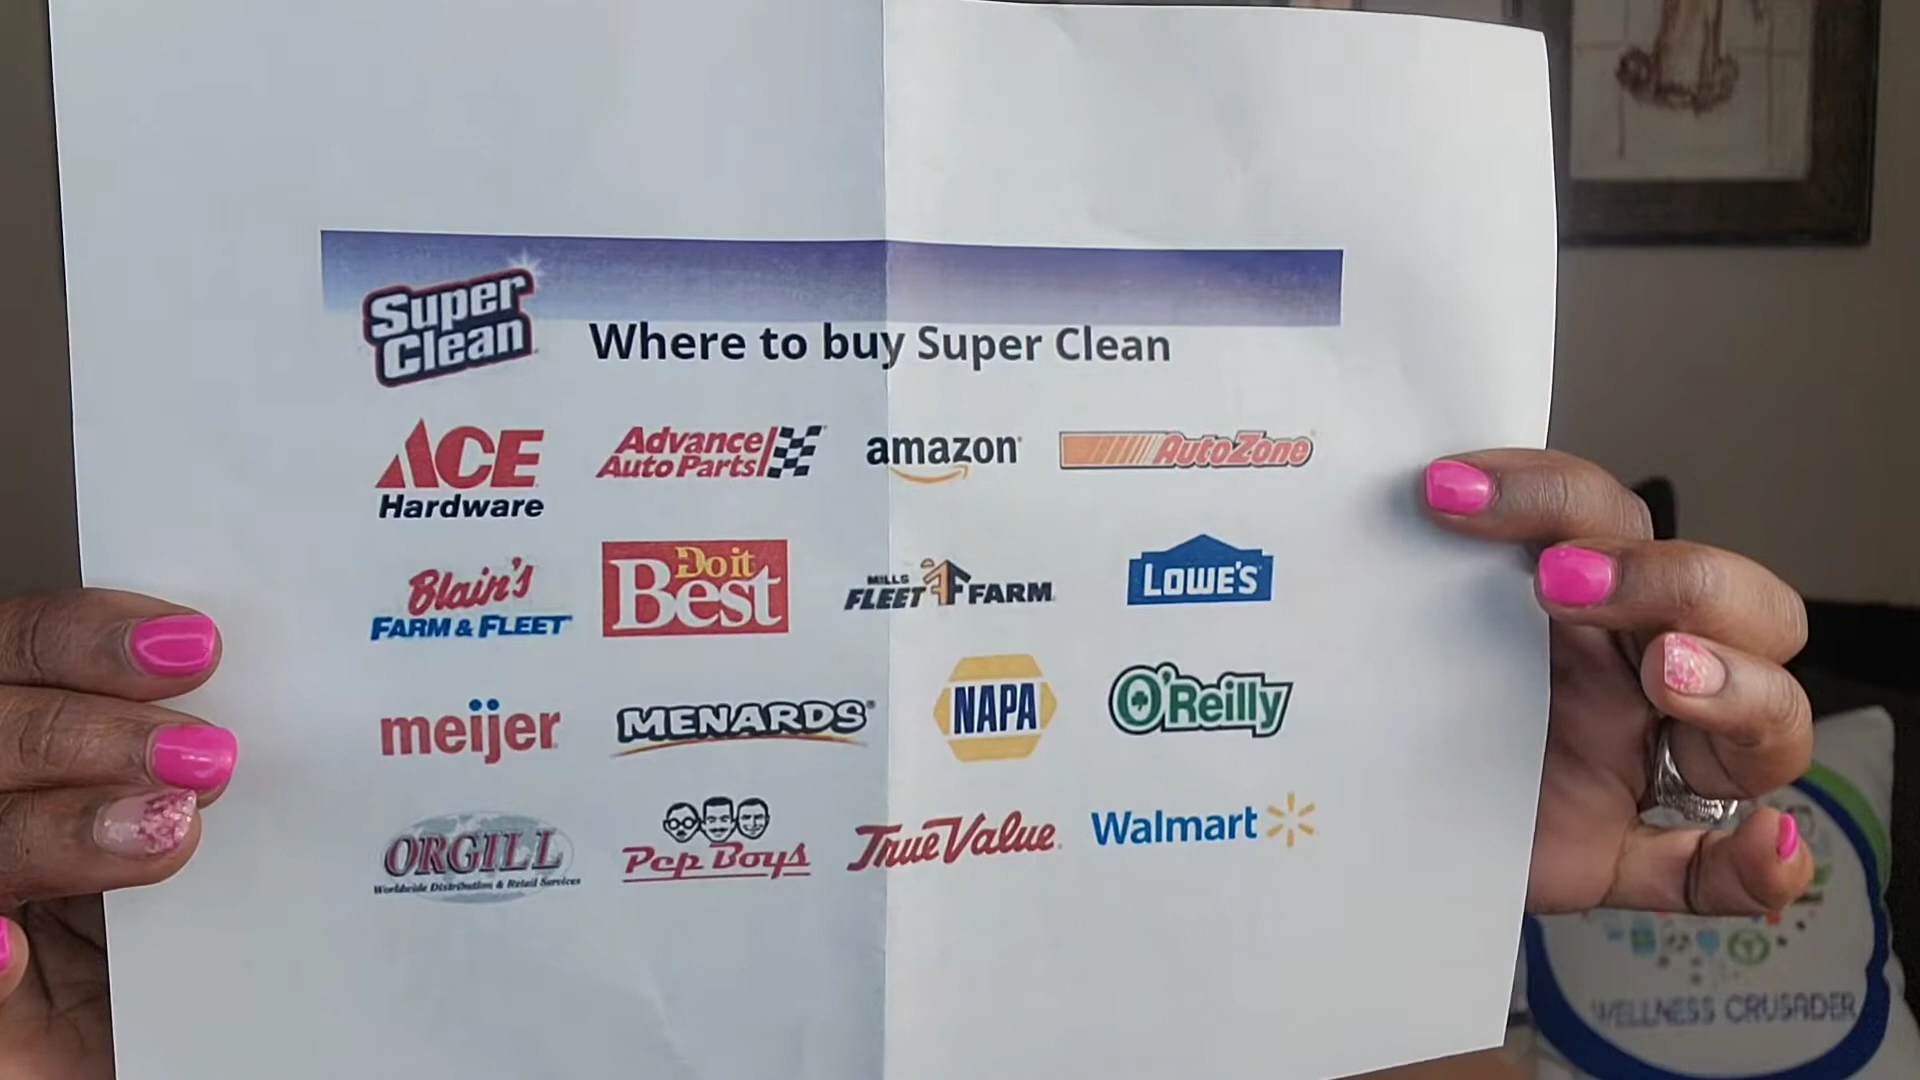 Super Clean
Where to buy Super Clean
ACE Hardware
Advance Auto Parts
amazon
AutoZone
Blain's FARM & FLEET
Do it Best
MILLS FLEET FARM
LOWE'S
meijer
MENARDS
NAPA
O'Reilly
ORGILL
Worldwide Distribution & Retail Services
Pep Boys
True Value
Walmart
WELLNESS CRUSADER